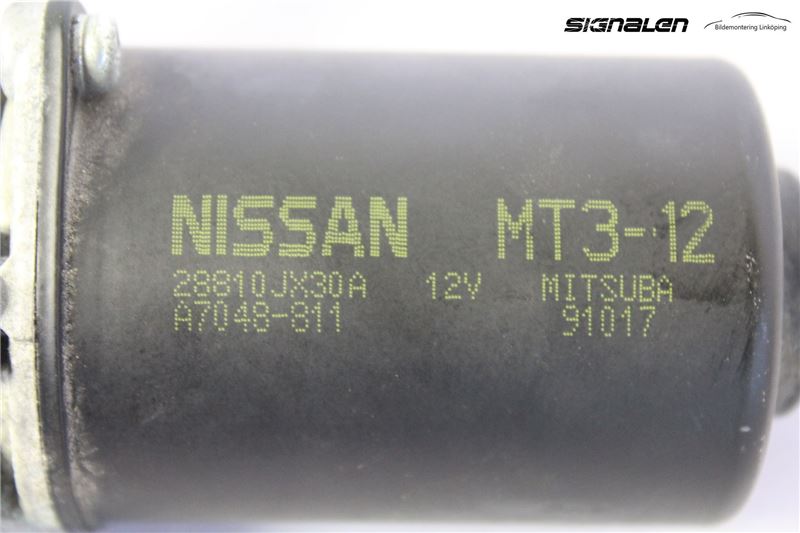 SIGNALEN
Bildemontering Linköping
NISSAN MT3-12
28810JX30A 12V MITSUBA
A7048-811 91017